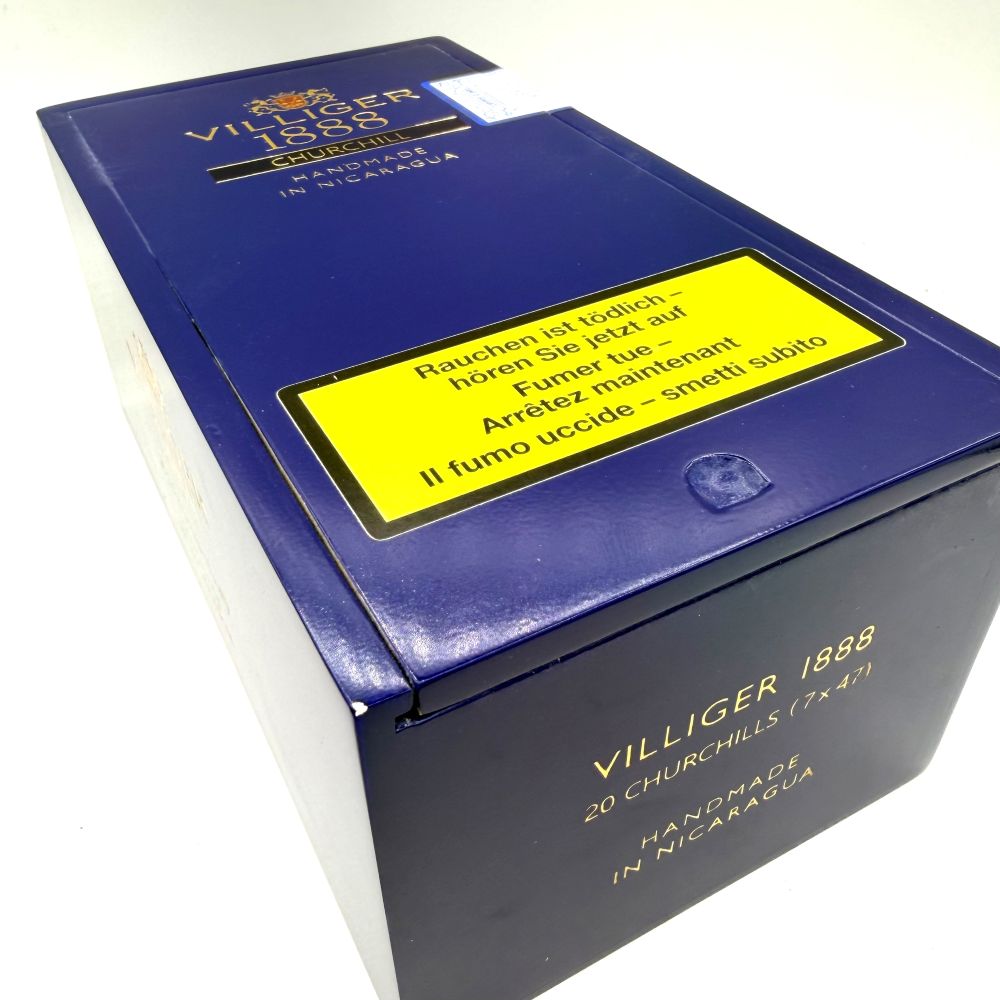 VILLIGER
1888
CHURCHILL
HANDMADE
IN NICARAGUA
Rauchen ist tödlich –
hören Sie jetzt auf
Fumer tue –
Arrêtez maintenant
Il fumo uccide – smetti subito
VILLIGER 1888
20 CHURCHILLS (7x47)
HANDMADE
IN NICARAGUA